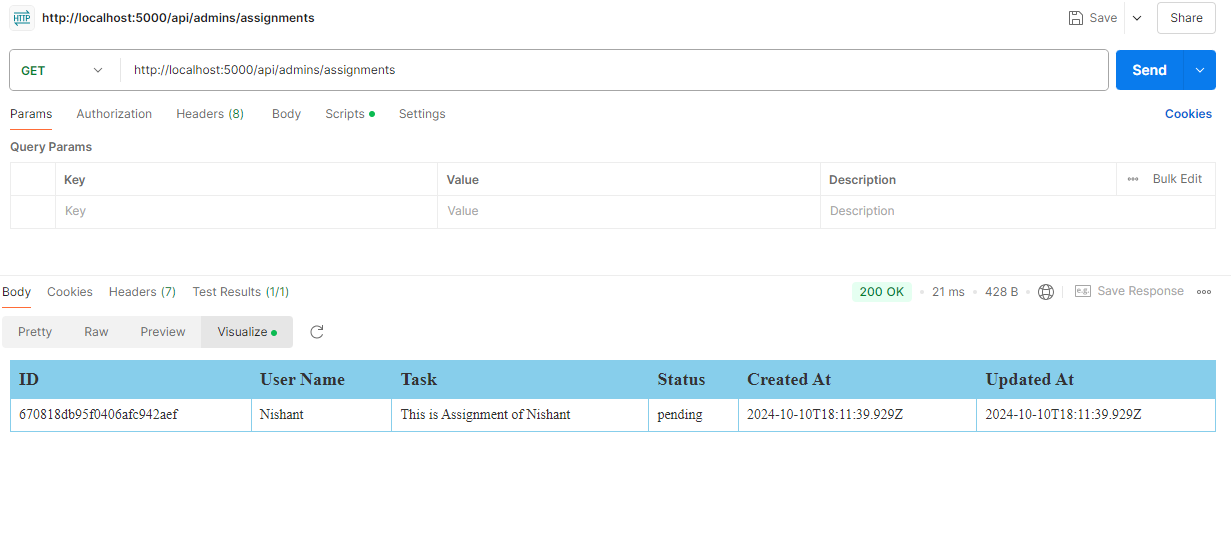 HTTP http://localhost:5000/api/admins/assignments Save Share
GET http://localhost:5000/api/admins/assignments Send
Params Authorization Headers (8) Body Scripts Settings Cookies
Query Params
Key Value Description Bulk Edit
Key Value Description
Body Cookies Headers (7) Test Results (1/1) 200 OK 21 ms 428 B e.g. Save Response
Pretty Raw Preview Visualize
ID User Name Task Status Created At Updated At
670818db95f0406afc942aef Nishant This is Assignment of Nishant pending 2024-10-10T18:11:39.929Z 2024-10-10T18:11:39.929Z